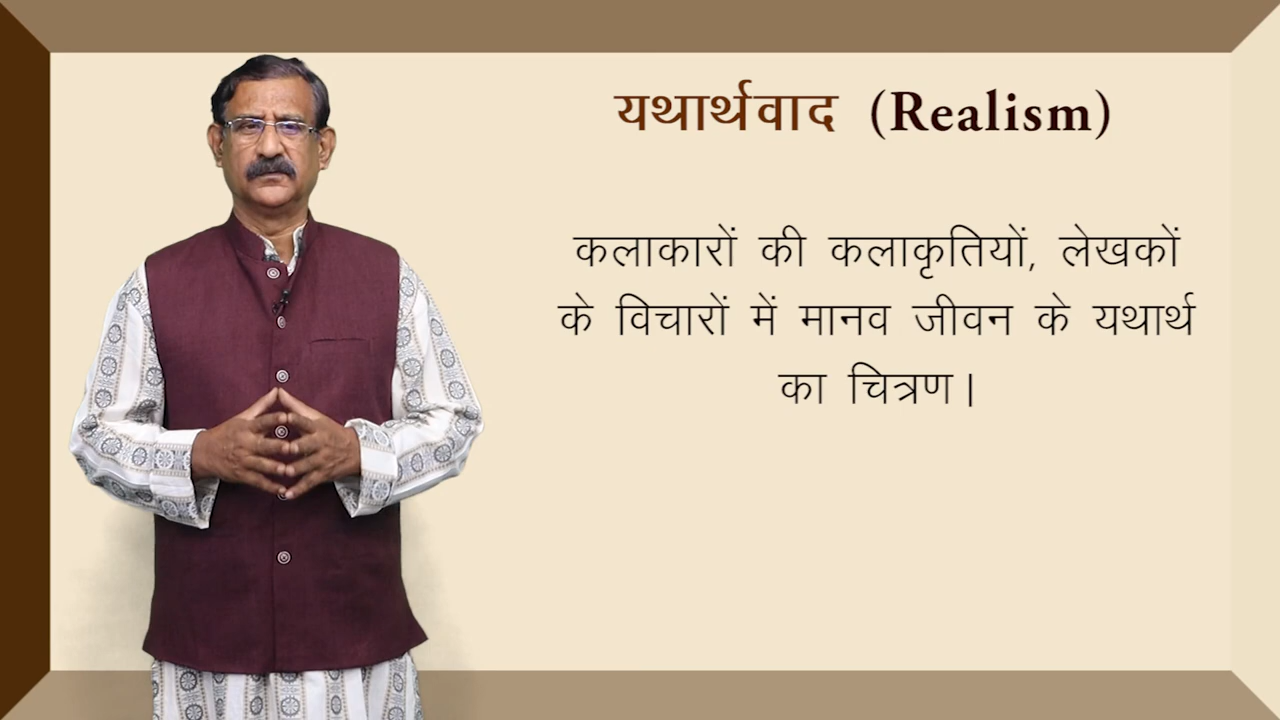 यथार्थवाद (Realism)
कलाकारों की कलाकृतियों, लेखकों
के विचारों में मानव जीवन के यथार्थ
का चित्रण।